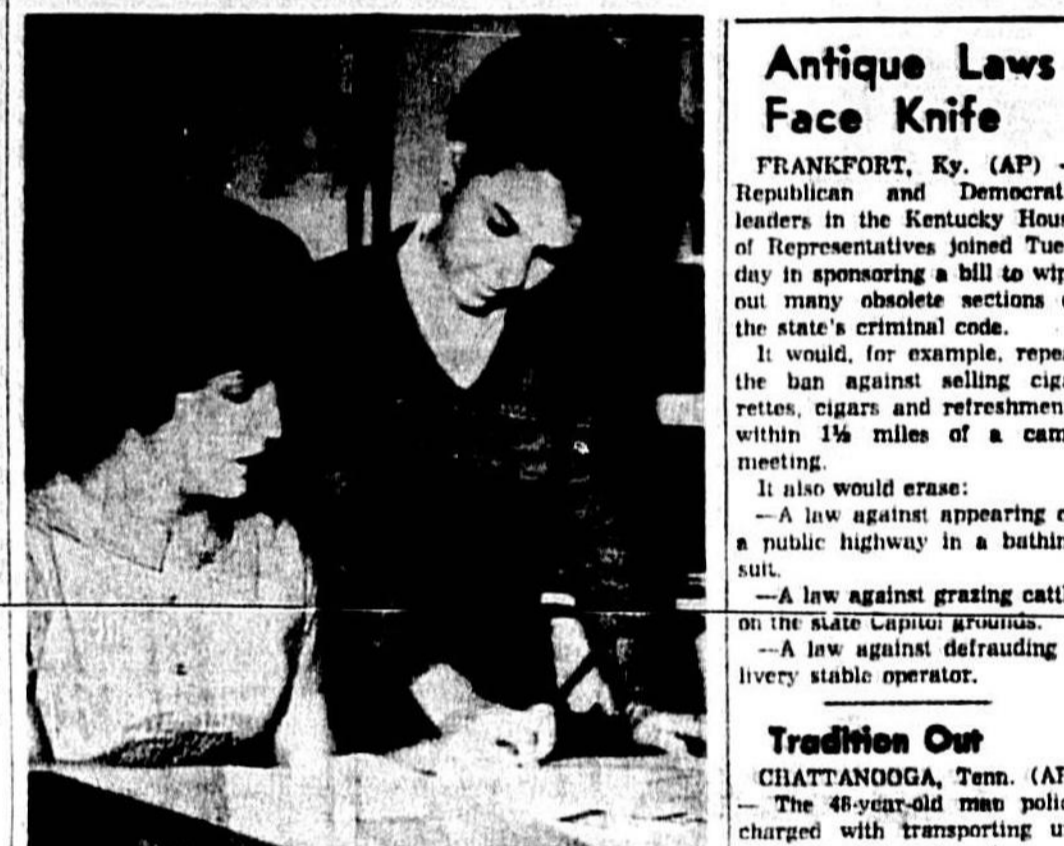 Antique Laws
Face Knife
FRANKFORT, Ky. (AP) —
Republican and Democrat
leaders in the Kentucky Hous
of Representatives joined Tue
day in sponsoring a bill to wip
out many obsolete sections o
the state's criminal code.
It would, for example, repea
the ban against selling ciga
rettes, cigars and refreshmen
within 1½ miles of a cam
meeting.
It also would erase:
—A law against appearing o
a public highway in a bathin
suit.
—A law against grazing cattl
on the state Capitol grounds.
—A law against defrauding
livery stable operator.
Tradition Out
CHATTANOOGA, Tenn. (AP
— The 48-year-old man polic
charged with transporting u